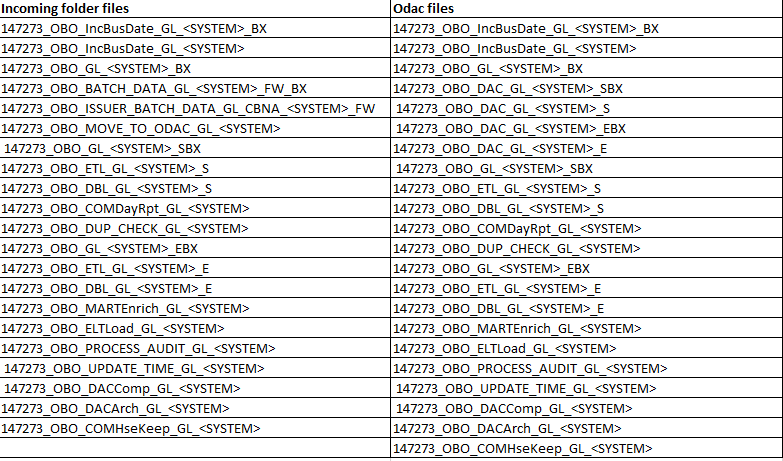 Incoming folder files Odac files
147273_OBO_IncBusDate_GL_<SYSTEM>_BX 147273_OBO_IncBusDate_GL_<SYSTEM>_BX
147273_OBO_IncBusDate_GL_<SYSTEM> 147273_OBO_IncBusDate_GL_<SYSTEM>
147273_OBO_GL_<SYSTEM>_BX 147273_OBO_GL_<SYSTEM>_BX
147273_OBO_BATCH_DATA_GL_<SYSTEM>_FW_BX 147273_OBO_DAC_GL_<SYSTEM>_SBX
147273_OBO_ISSUER_BATCH_DATA_GL_CBNA_<SYSTEM>_FW 147273_OBO_DAC_GL_<SYSTEM>_S
147273_OBO_MOVE_TO_ODAC_GL_<SYSTEM> 147273_OBO_DAC_GL_<SYSTEM>_EBX
147273_OBO_GL_<SYSTEM>_SBX 147273_OBO_DAC_GL_<SYSTEM>_E
147273_OBO_ETL_GL_<SYSTEM>_S 147273_OBO_GL_<SYSTEM>_SBX
147273_OBO_DBL_GL_<SYSTEM>_S 147273_OBO_ETL_GL_<SYSTEM>_S
147273_OBO_COMDayRpt_GL_<SYSTEM> 147273_OBO_DBL_GL_<SYSTEM>_S
147273_OBO_DUP_CHECK_GL_<SYSTEM> 147273_OBO_COMDayRpt_GL_<SYSTEM>
147273_OBO_GL_<SYSTEM>_EBX 147273_OBO_DUP_CHECK_GL_<SYSTEM>
147273_OBO_ETL_GL_<SYSTEM>_E 147273_OBO_GL_<SYSTEM>_EBX
147273_OBO_DBL_GL_<SYSTEM>_E 147273_OBO_ETL_GL_<SYSTEM>_E
147273_OBO_MARTEnrich_GL_<SYSTEM> 147273_OBO_DBL_GL_<SYSTEM>_E
147273_OBO_ELTLoad_GL_<SYSTEM> 147273_OBO_MARTEnrich_GL_<SYSTEM>
147273_OBO_PROCESS_AUDIT_GL_<SYSTEM> 147273_OBO_ELTLoad_GL_<SYSTEM>
147273_OBO_UPDATE_TIME_GL_<SYSTEM> 147273_OBO_PROCESS_AUDIT_GL_<SYSTEM>
147273_OBO_DACComp_GL_<SYSTEM> 147273_OBO_UPDATE_TIME_GL_<SYSTEM>
147273_OBO_DACArch_GL_<SYSTEM> 147273_OBO_DACComp_GL_<SYSTEM>
147273_OBO_COMHseKeep_GL_<SYSTEM> 147273_OBO_DACArch_GL_<SYSTEM>
147273_OBO_COMHseKeep_GL_<SYSTEM>